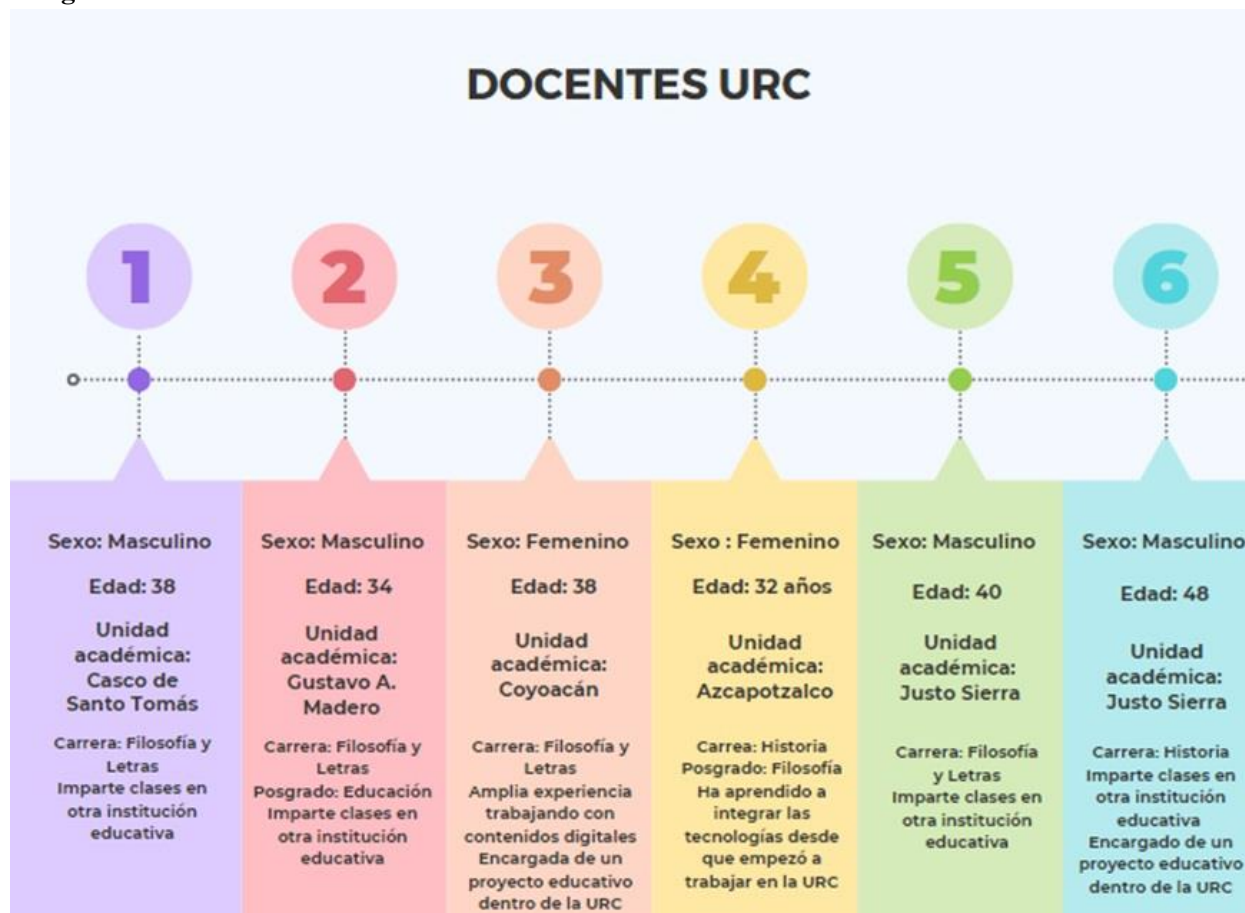 DOCENTES URC
1
2
3
4
5
6
Sexo: Masculino
Edad: 38
Unidad
académica:
Casco de
Santo Tomás
Carrera: Filosofía y
Letras
Imparte clases en
otra institución
educativa
Sexo: Masculino
Edad: 34
Unidad
académica:
Gustavo A.
Madero
Carrera: Filosofía y
Letras
Posgrado: Educación
Imparte clases en
otra institución
educativa
Sexo: Femenino
Edad: 38
Unidad
académica:
Coyoacán
Carrera: Filosofía y
Letras
Amplia experiencia
trabajando con
contenidos digitales
Encargada de un
proyecto educativo
dentro de la URC
Sexo : Femenino
Edad: 32 años
Unidad
académica:
Azcapotzalco
Carrea: Historia
Posgrado: Filosofía
Ha aprendido a
integrar las
tecnologías desde
que empezó a
trabajar en la URC
Sexo: Masculino
Edad: 40
Unidad
académica:
Justo Sierra
Carrera: Filosofía
y Letras
Imparte clases en
otra institución
educativa
Sexo: Masculino
Edad: 48
Unidad
académica:
Justo Sierra
Carrera: Historia
Imparte clases en
otra institución
educativa
Encargado de un
proyecto educativo
dentro de la URC